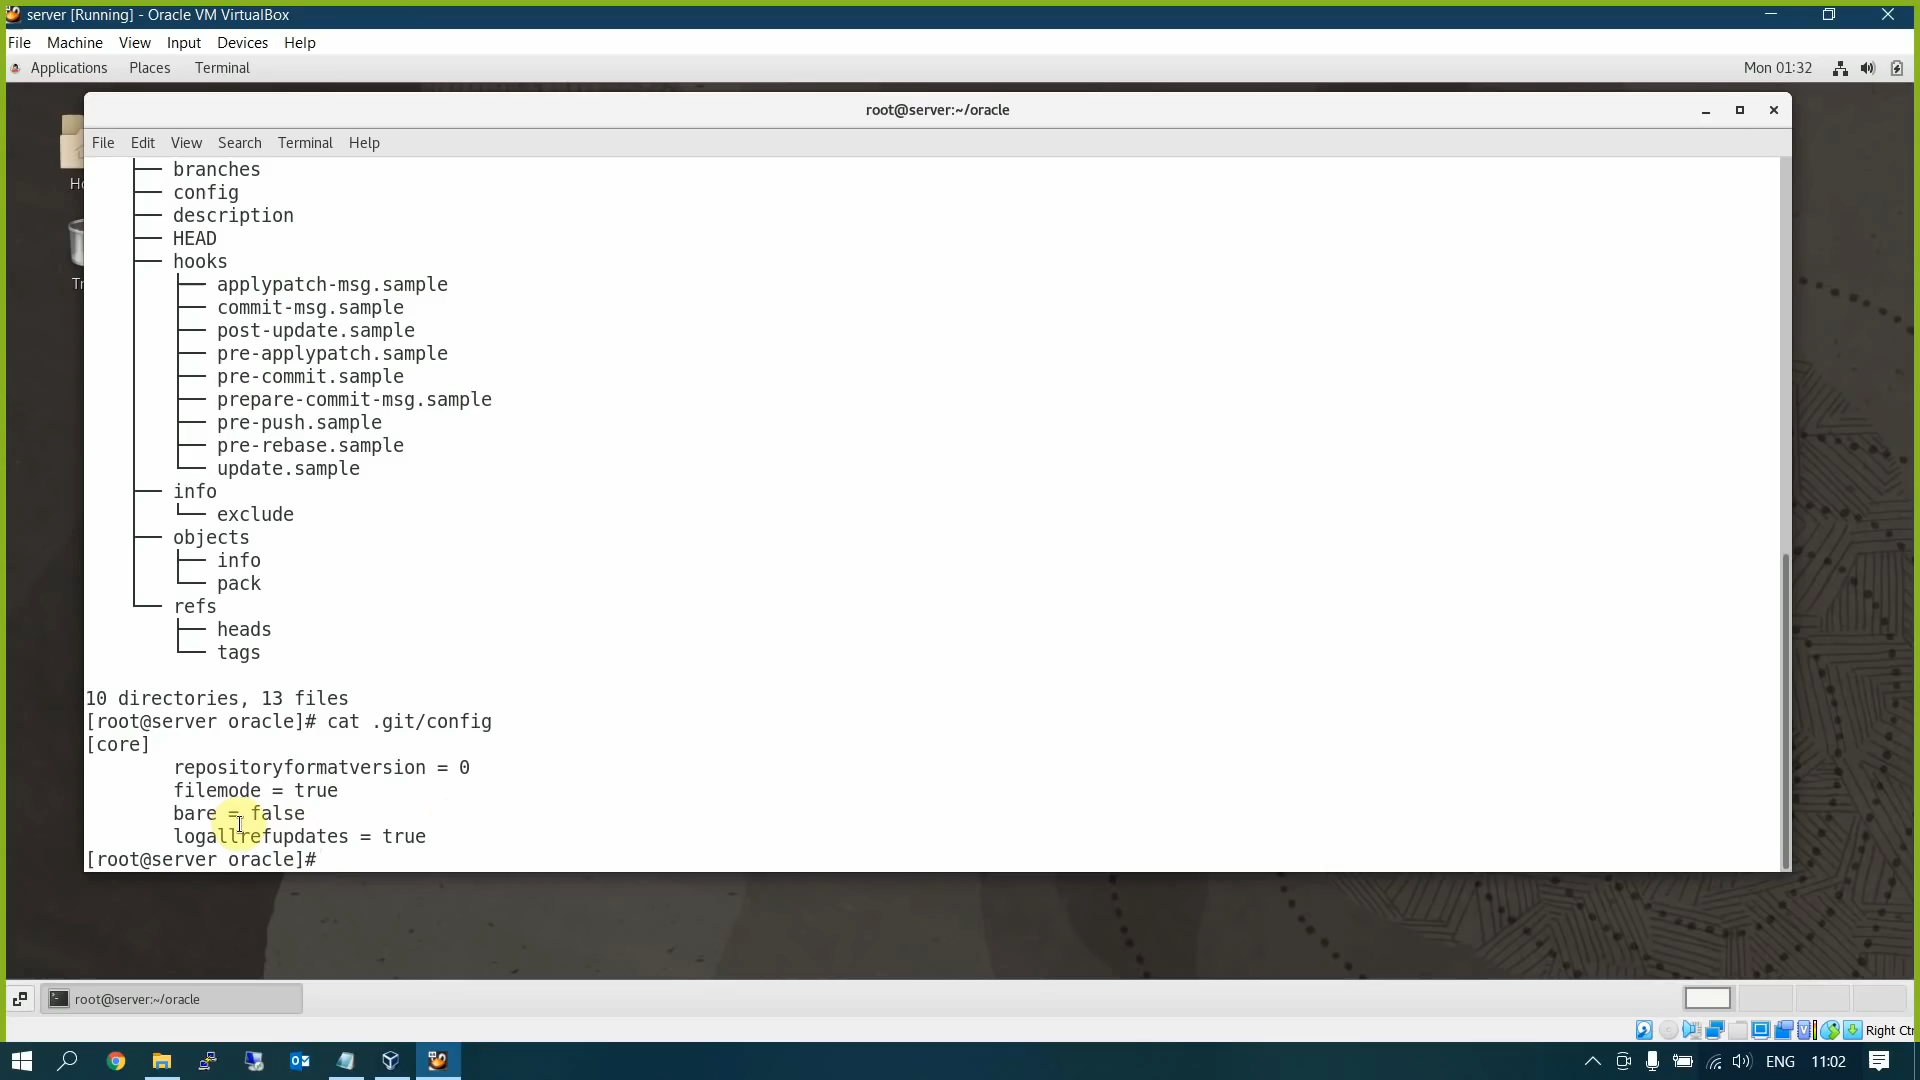 server [Running] - Oracle VM VirtualBox
File Machine View Input Devices Help
Applications Places Terminal Mon 01:32
root@server:~/oracle
File Edit View Search Terminal Help
├── branches
├── config
├── description
├── HEAD
├── hooks
│   ├── applypatch-msg.sample
│   ├── commit-msg.sample
│   ├── post-update.sample
│   ├── pre-applypatch.sample
│   ├── pre-commit.sample
│   ├── prepare-commit-msg.sample
│   ├── pre-push.sample
│   ├── pre-rebase.sample
│   └── update.sample
├── info
│   └── exclude
├── objects
│   ├── info
│   └── pack
└── refs
    ├── heads
    └── tags
10 directories, 13 files
[root@server oracle]# cat .git/config
[core]
repositoryformatversion = 0
filemode = true
bare = false
logallrefupdates = true
[root@server oracle]#
root@server:~/oracle
Right Ctr
ENG 11:02